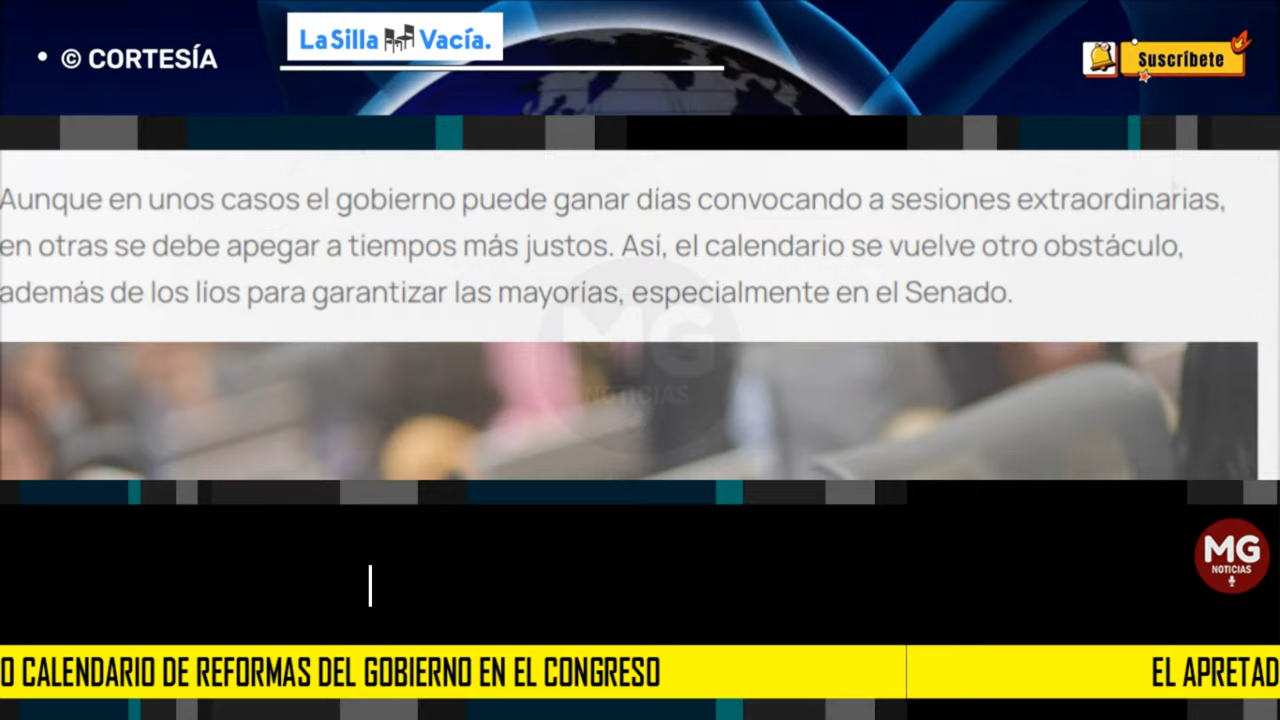 • © CORTESÍA
La Silla Vacía.
Suscríbete
Aunque en unos casos el gobierno puede ganar días convocando a sesiones extraordinarias,
en otras se debe apegar a tiempos más justos. Así, el calendario se vuelve otro obstáculo,
además de los líos para garantizar las mayorías, especialmente en el Senado.
MG
NOTICIAS
MG
NOTICIAS
O CALENDARIO DE REFORMAS DEL GOBIERNO EN EL CONGRESO
EL APRETAD